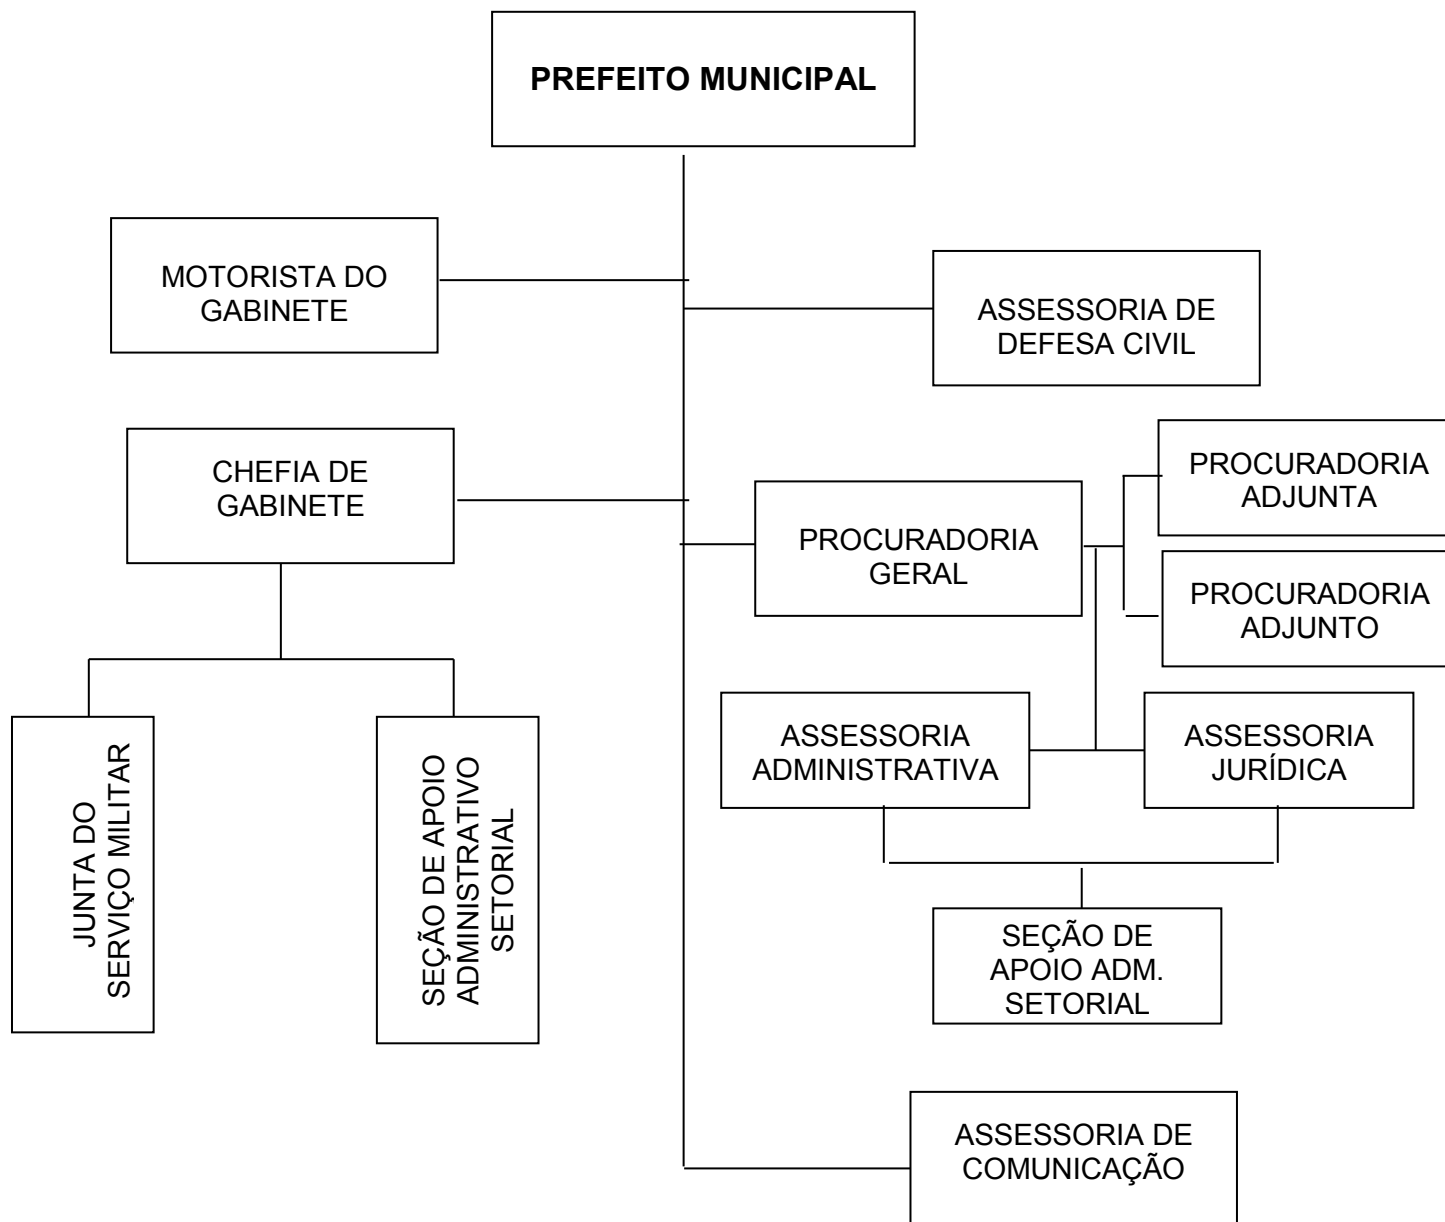 PREFEITO MUNICIPAL
MOTORISTA DO
GABINETE
ASSESSORIA DE
DEFESA CIVIL
CHEFIA DE
GABINETE
PROCURADORIA
GERAL
PROCURADORIA
ADJUNTA
PROCURADORIA
ADJUNTO
ASSESSORIA
ADMINISTRATIVA
ASSESSORIA
JURÍDICA
JUNTA DO
SERVIÇO MILITAR
SEÇÃO DE APOIO
ADMINISTRATIVO
SETORIAL
SEÇÃO DE
APOIO ADM.
SETORIAL
ASSESSORIA DE
COMUNICAÇÃO